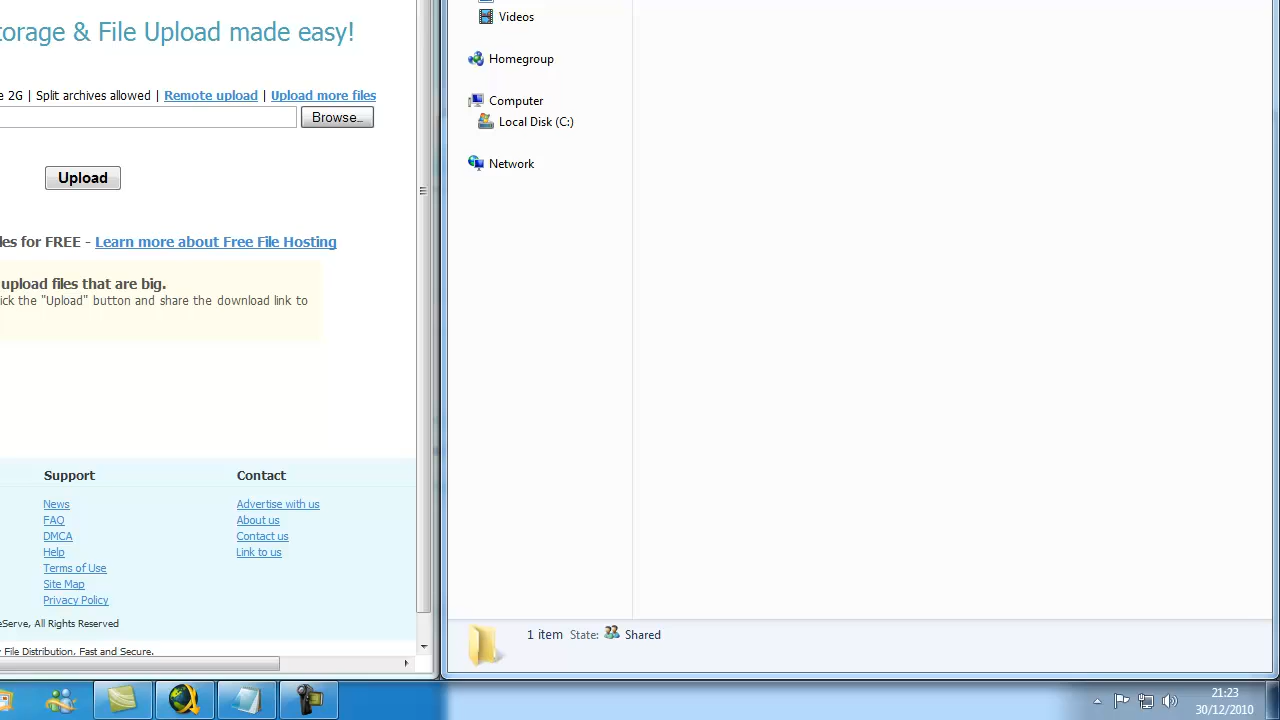 orage & File Upload made easy!
e 2G | Split archives allowed | Remote upload | Upload more files
Browse...
Upload
les for FREE - Learn more about Free File Hosting
upload files that are big.
ick the "Upload" button and share the download link to
Support
News
FAQ
DMCA
Help
Terms of Use
Site Map
Privacy Policy
Contact
Advertise with us
About us
Contact us
Link to us
eServe, All Rights Reserved
File Distribution, Fast and Secure.
Videos
Homegroup
Computer
Local Disk (C:)
Network
1 item State: Shared
21:23
30/12/2010